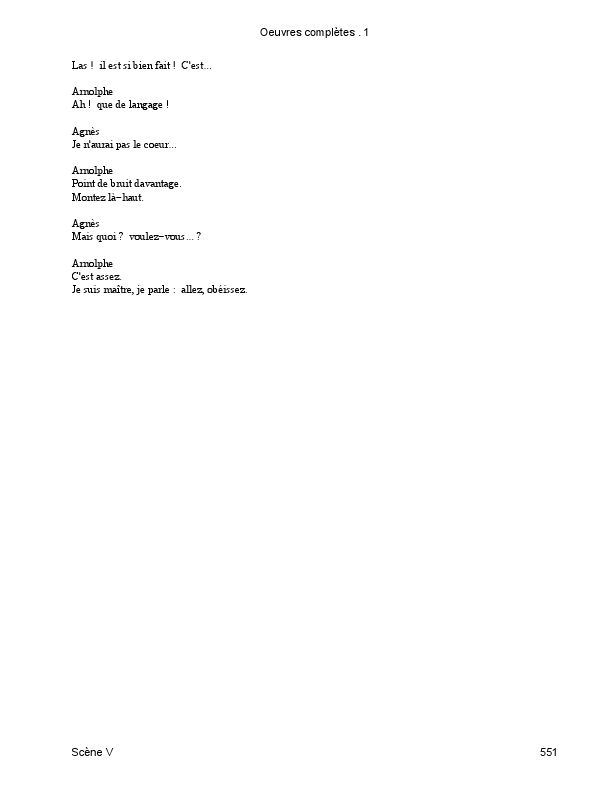 Oeuvres complètes . 1
Las !  il est si bien fait !  C'est...
Arnolphe
Ah !  que de langage !
Agnès
Je n'aurai pas le coeur...
Arnolphe
Point de bruit davantage.
Montez là−haut.
Agnès
Mais quoi ?  voulez−vous... ?
Arnolphe
C'est assez.
Je suis maître, je parle :  allez, obéissez.
Scène V
551